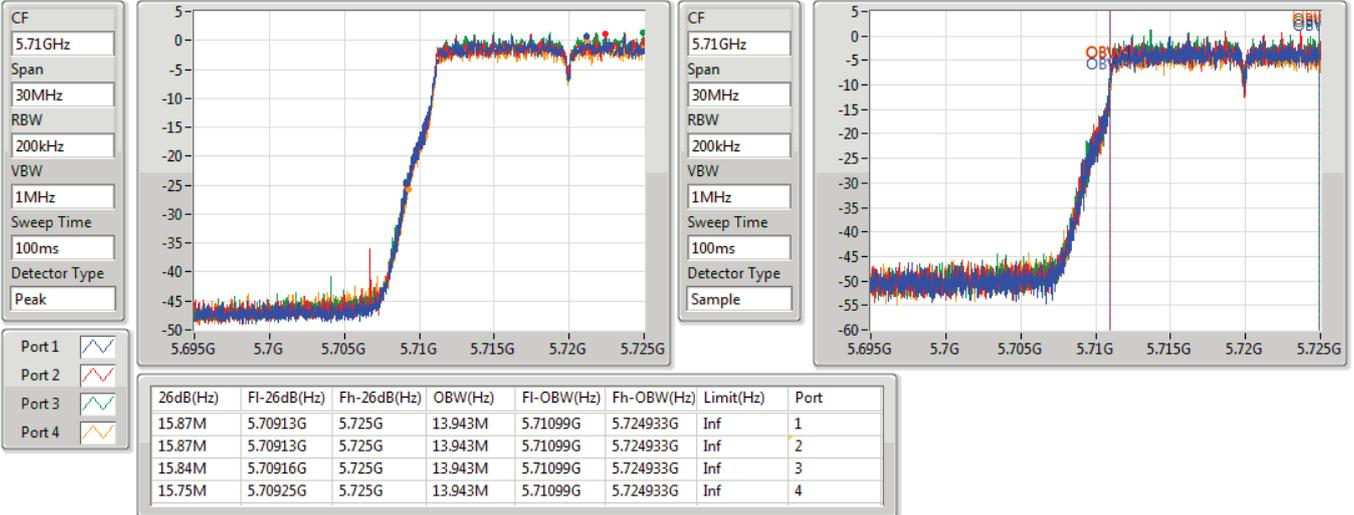 CF
5.71GHz
Span
30MHz
RBW
200kHz
VBW
1MHz
Sweep Time
100ms
Detector Type
Peak
5
0
-5
-10
-15
-20
-25
-30
-35
-40
-45
-50
5.695G 5.7G 5.705G 5.71G 5.715G 5.72G 5.725G
CF
5.71GHz
Span
30MHz
RBW
200kHz
VBW
1MHz
Sweep Time
100ms
Detector Type
Sample
5
0
-5
-10
-15
-20
-25
-30
-35
-40
-45
-50
-55
-60
5.695G 5.7G 5.705G 5.71G 5.715G 5.72G 5.725G
Port 1
Port 2
Port 3
Port 4
26dB(Hz) Fl-26dB(Hz) Fh-26dB(Hz) OBW(Hz) Fl-OBW(Hz) Fh-OBW(Hz) Limit(Hz) Port
15.87M 5.70913G 5.725G 13.943M 5.71099G 5.724933G Inf 1
15.87M 5.70913G 5.725G 13.943M 5.71099G 5.724933G Inf 2
15.84M 5.70916G 5.725G 13.943M 5.71099G 5.724933G Inf 3
15.75M 5.70925G 5.725G 13.943M 5.71099G 5.724933G Inf 4